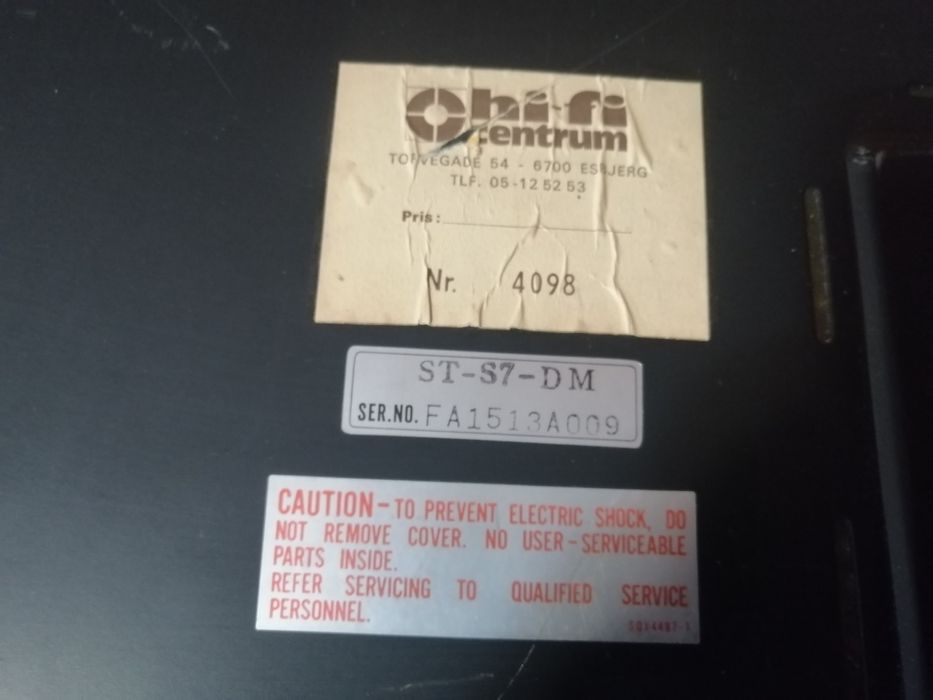 hi-fi
centrum
TORVEGADE 54 - 6700 ESBJERG
TLF. 05-12 52 53
Pris:
Nr. 4098
ST-S7-DM
SER.NO. FA1513A009
CAUTION-TO PREVENT ELECTRIC SHOCK, DO
NOT REMOVE COVER. NO USER-SERVICEABLE
PARTS INSIDE.
REFER SERVICING TO QUALIFIED SERVICE
PERSONNEL.